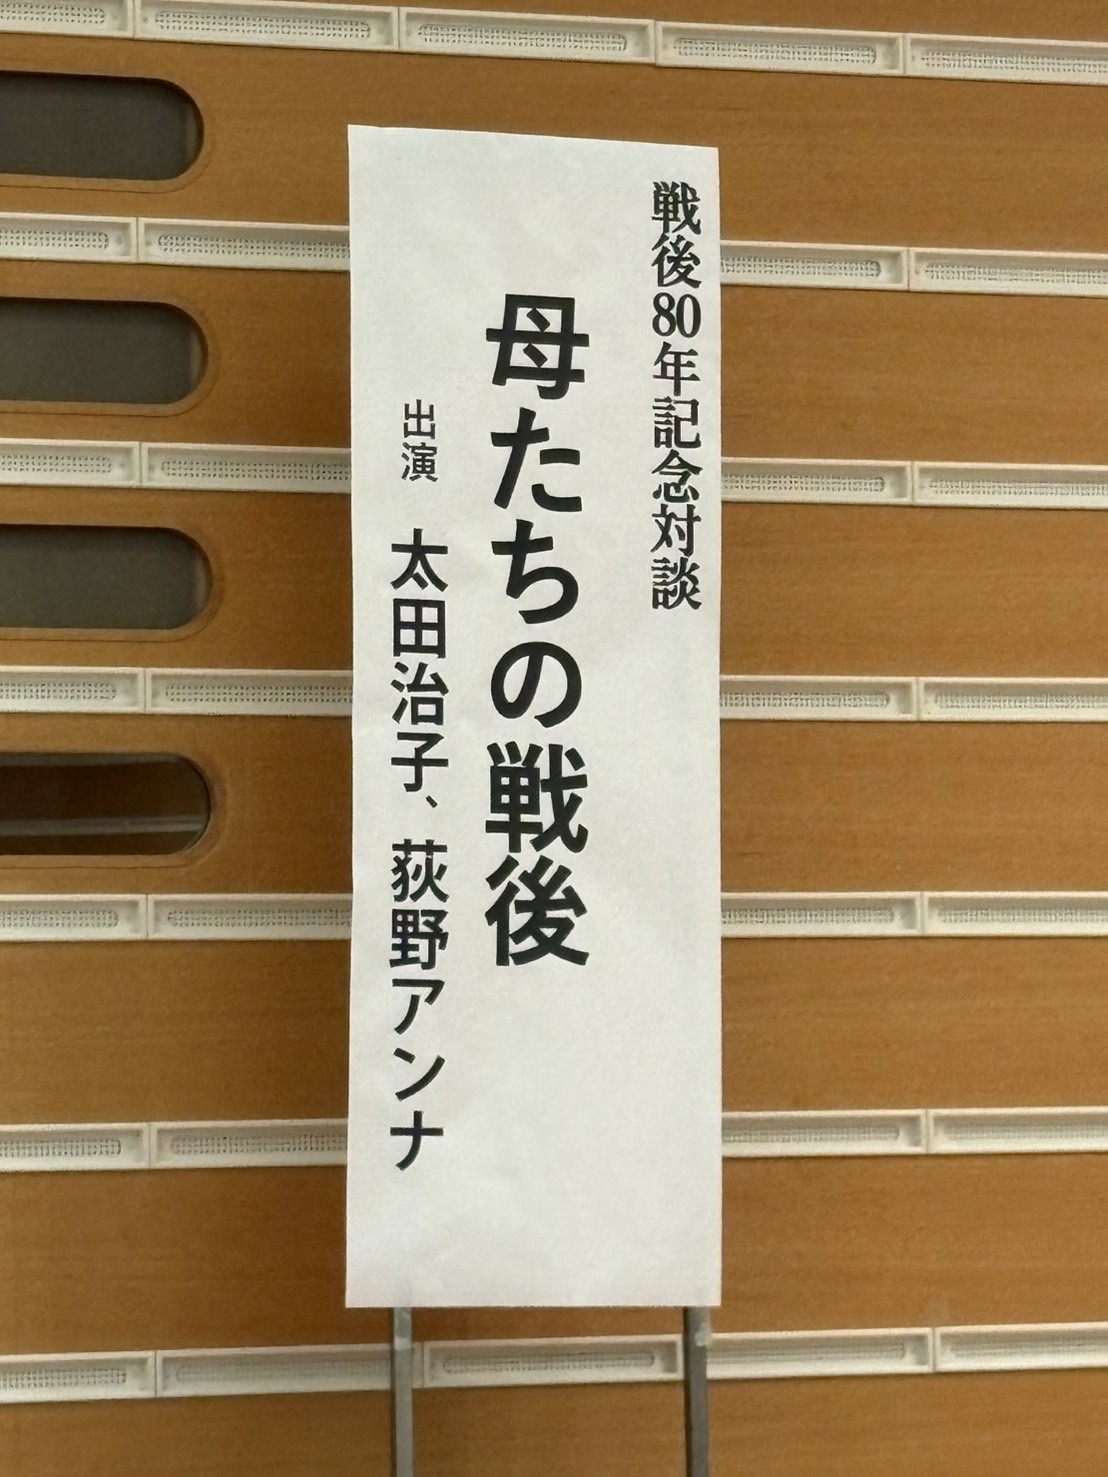 戦後80年記念対談
母たちの戦後
出演　太田治子、荻野アンナ